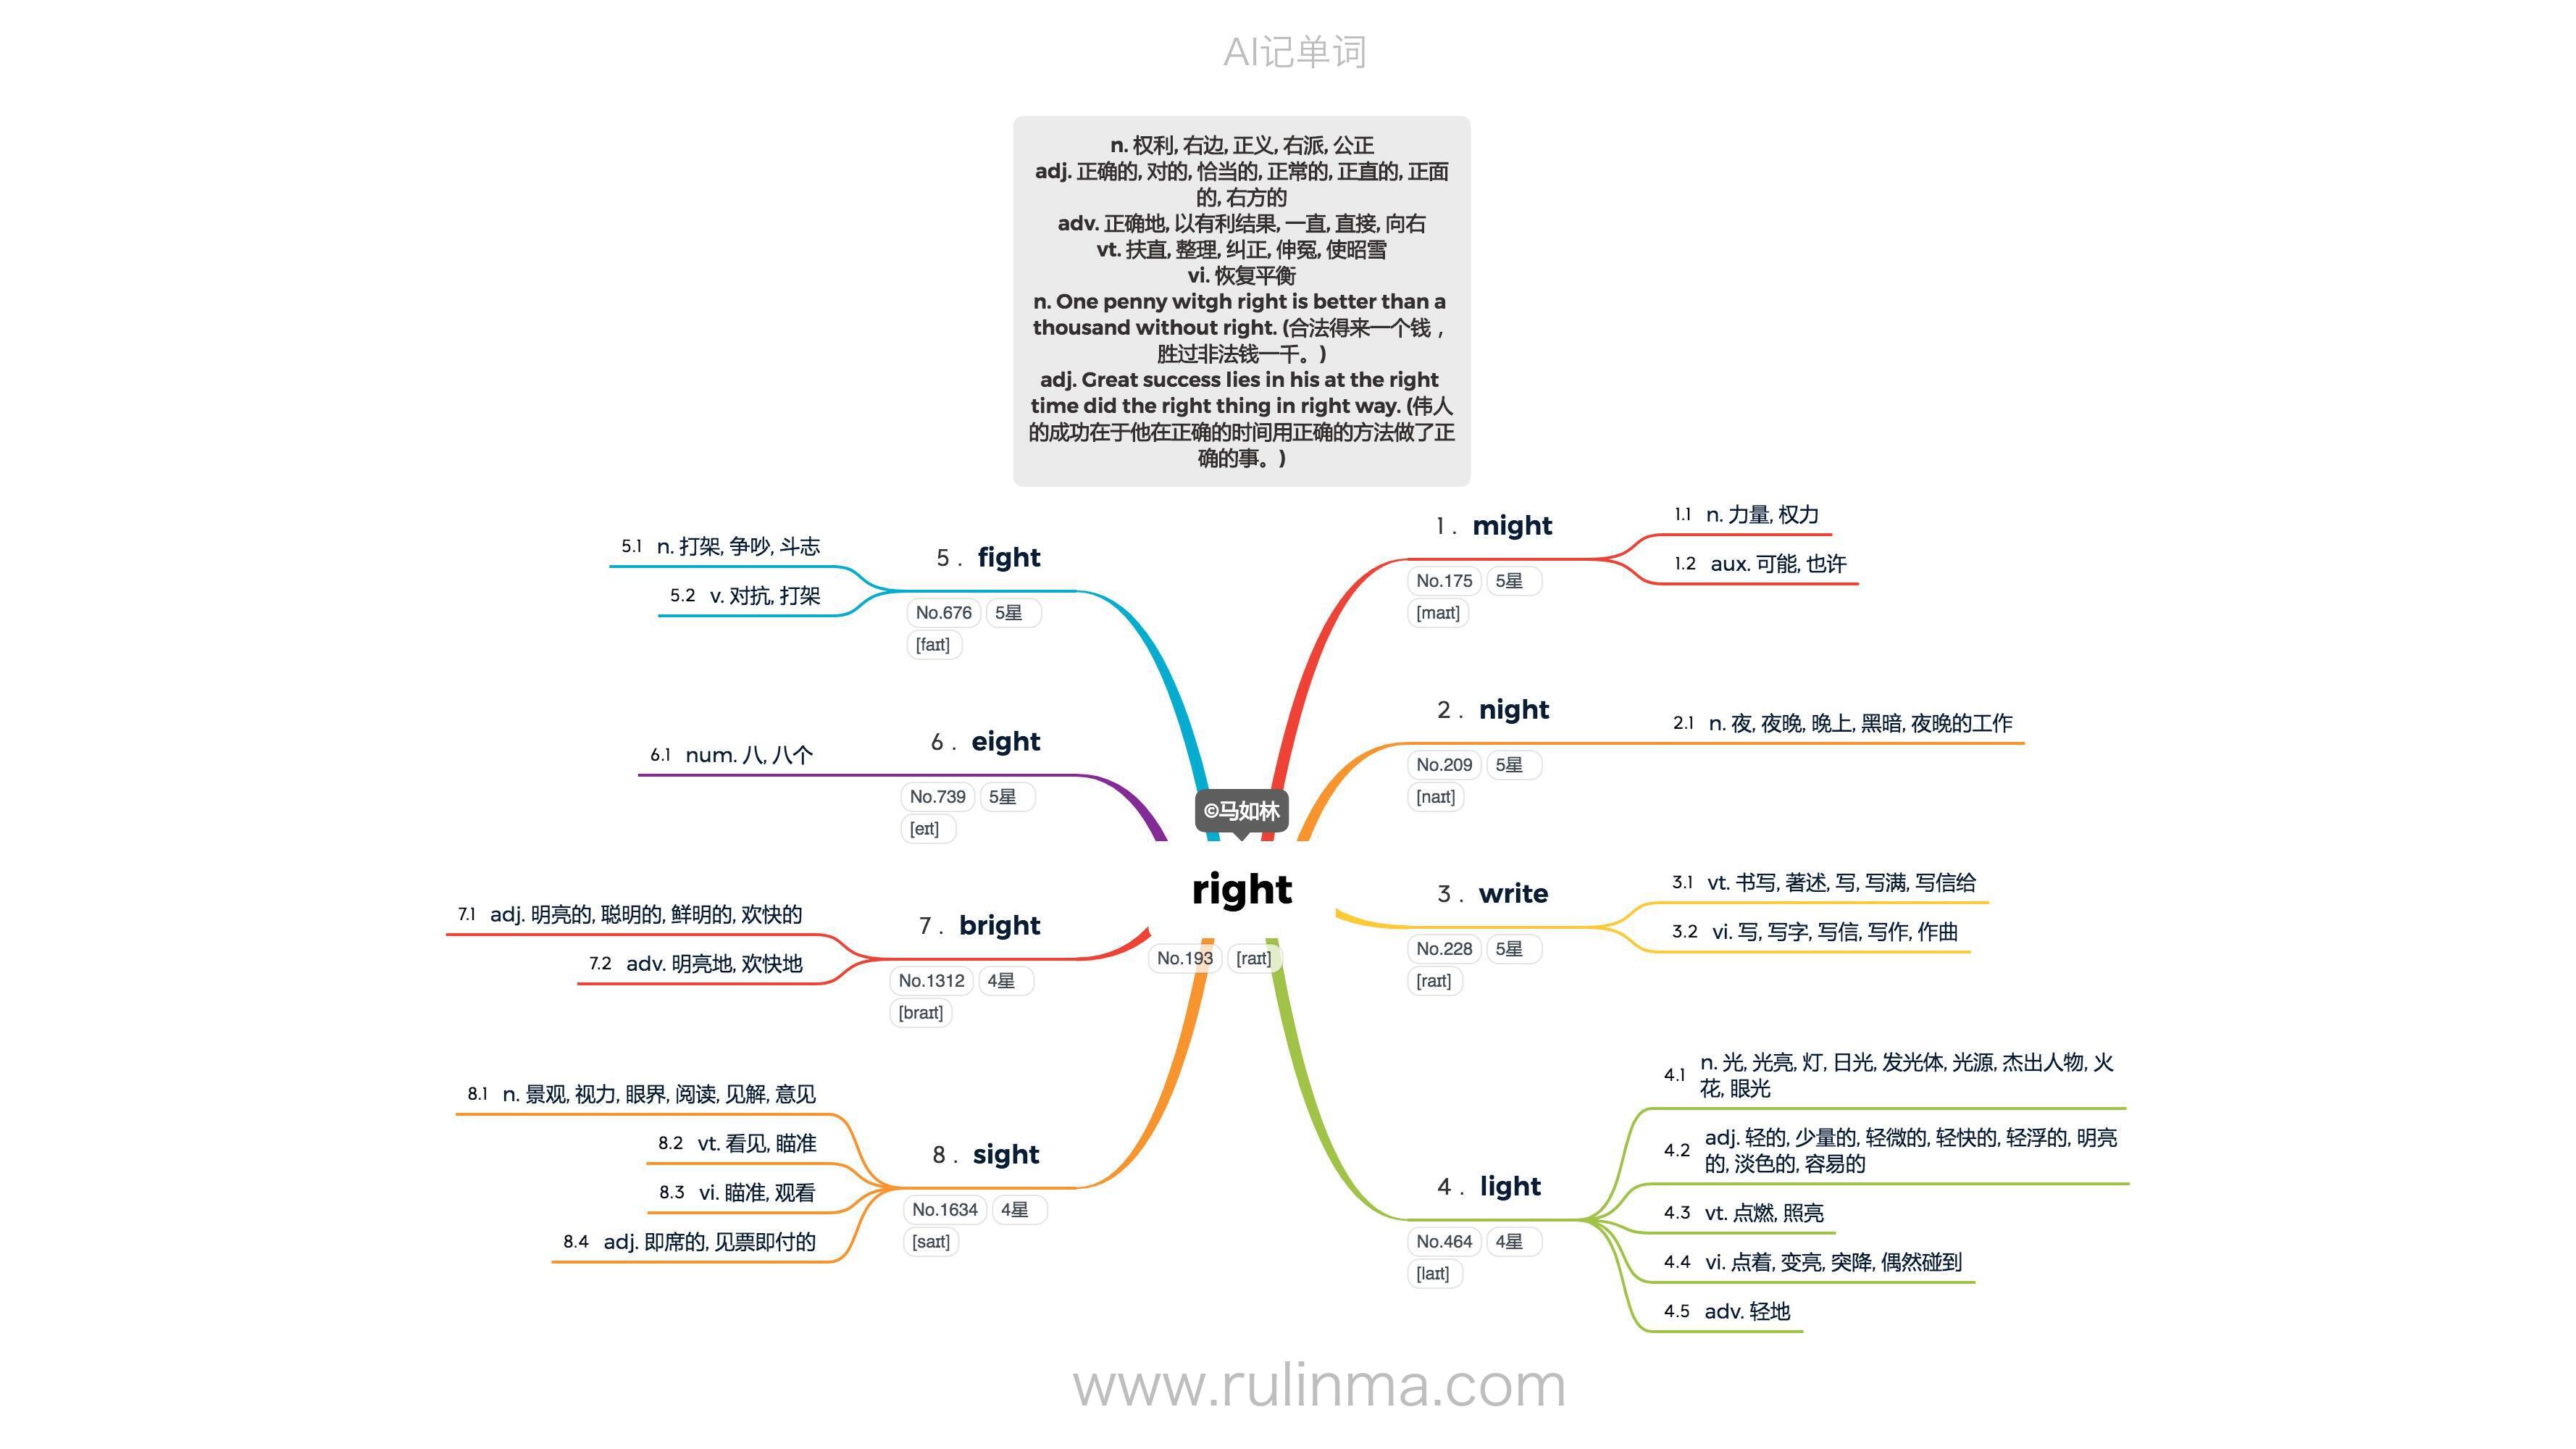 AI记单词
n. 权利, 右边, 正义, 右派, 公正
adj. 正确的, 对的, 恰当的, 正常的, 正直的, 正面
的, 右方的
adv. 正确地, 以有利结果, 一直, 直接, 向右
vt. 扶直, 整理, 纠正, 伸冤, 使昭雪
vi. 恢复平衡
n. One penny witgh right is better than a
thousand without right. (合法得来一个钱，
胜过非法钱一千。)
adj. Great success lies in his at the right
time did the right thing in right way. (伟人
的成功在于他在正确的时间用正确的方法做了正
确的事。)
©马如林
right
No.193 [raɪt]
1. might
No.175 5星
[maɪt]
1.1 n. 力量, 权力
1.2 aux. 可能, 也许
2. night
No.209 5星
[naɪt]
2.1 n. 夜, 夜晚, 晚上, 黑暗, 夜晚的工作
3. write
No.228 5星
[raɪt]
3.1 vt. 书写, 著述, 写, 写满, 写信给
3.2 vi. 写, 写字, 写信, 写作, 作曲
4. light
No.464 4星
[laɪt]
4.1 n. 光, 光亮, 灯, 日光, 发光体, 光源, 杰出人物, 火
花, 眼光
4.2 adj. 轻的, 少量的, 轻微的, 轻快的, 轻浮的, 明亮
的, 淡色的, 容易的
4.3 vt. 点燃, 照亮
4.4 vi. 点着, 变亮, 突降, 偶然碰到
4.5 adv. 轻地
5. fight
No.676 5星
[faɪt]
5.1 n. 打架, 争吵, 斗志
5.2 v. 对抗, 打架
6. eight
No.739 5星
[eɪt]
6.1 num. 八, 八个
7. bright
No.1312 4星
[braɪt]
7.1 adj. 明亮的, 聪明的, 鲜明的, 欢快的
7.2 adv. 明亮地, 欢快地
8. sight
No.1634 4星
[saɪt]
8.1 n. 景观, 视力, 眼界, 阅读, 见解, 意见
8.2 vt. 看见, 瞄准
8.3 vi. 瞄准, 观看
8.4 adj. 即席的, 见票即付的
www.rulinma.com